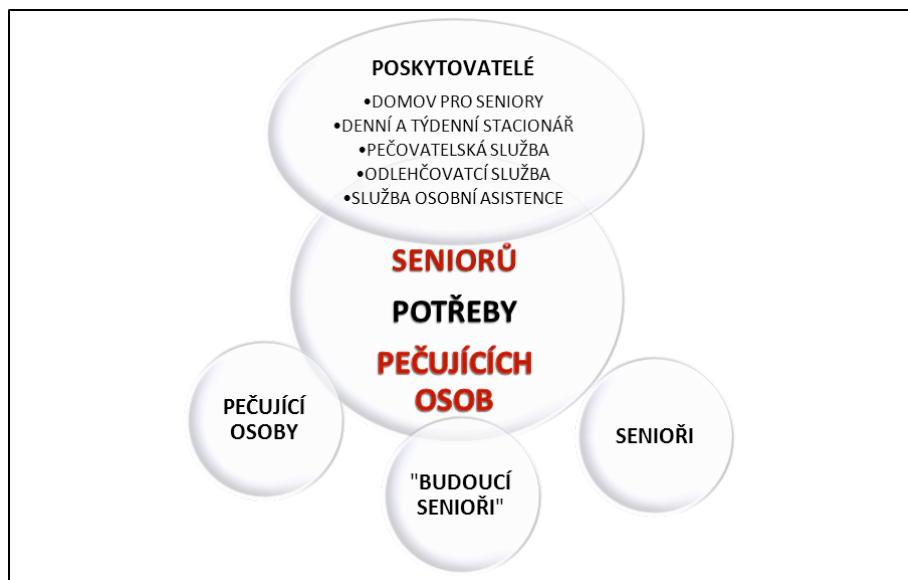 POSKYTOVATELÉ
•DOMOV PRO SENIORY
•DENNÍ A TÝDENNÍ STACIONÁŘ
•PEČOVATELSKÁ SLUŽBA
•ODLEHČOVATCÍ SLUŽBA
•SLUŽBA OSOBNÍ ASISTENCE
SENIORŮ
POTŘEBY
PEČUJÍCÍCH
OSOB
PEČUJÍCÍ
OSOBY
"BUDOUCÍ
SENIOŘI"
SENIOŘI